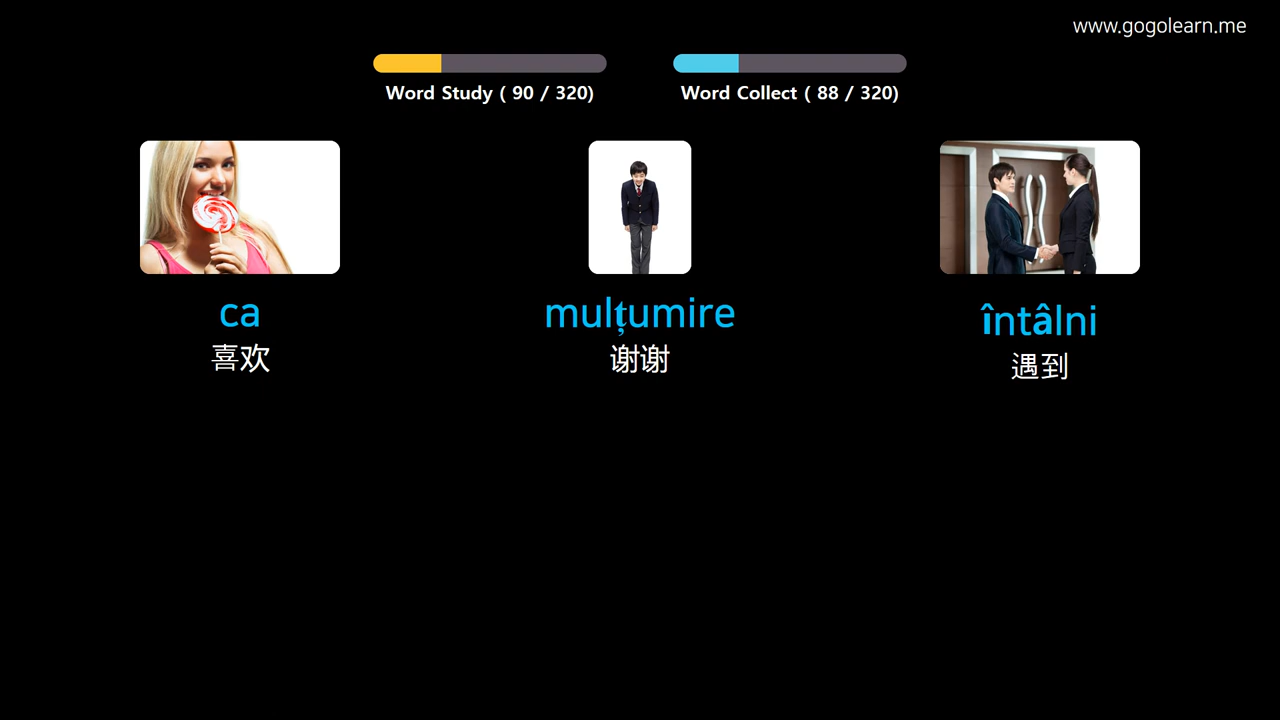 www.gogolearn.me
Word Study ( 90 / 320)
Word Collect ( 88 / 320)
ca
喜欢
mulțumire
谢谢
întâlni
遇到